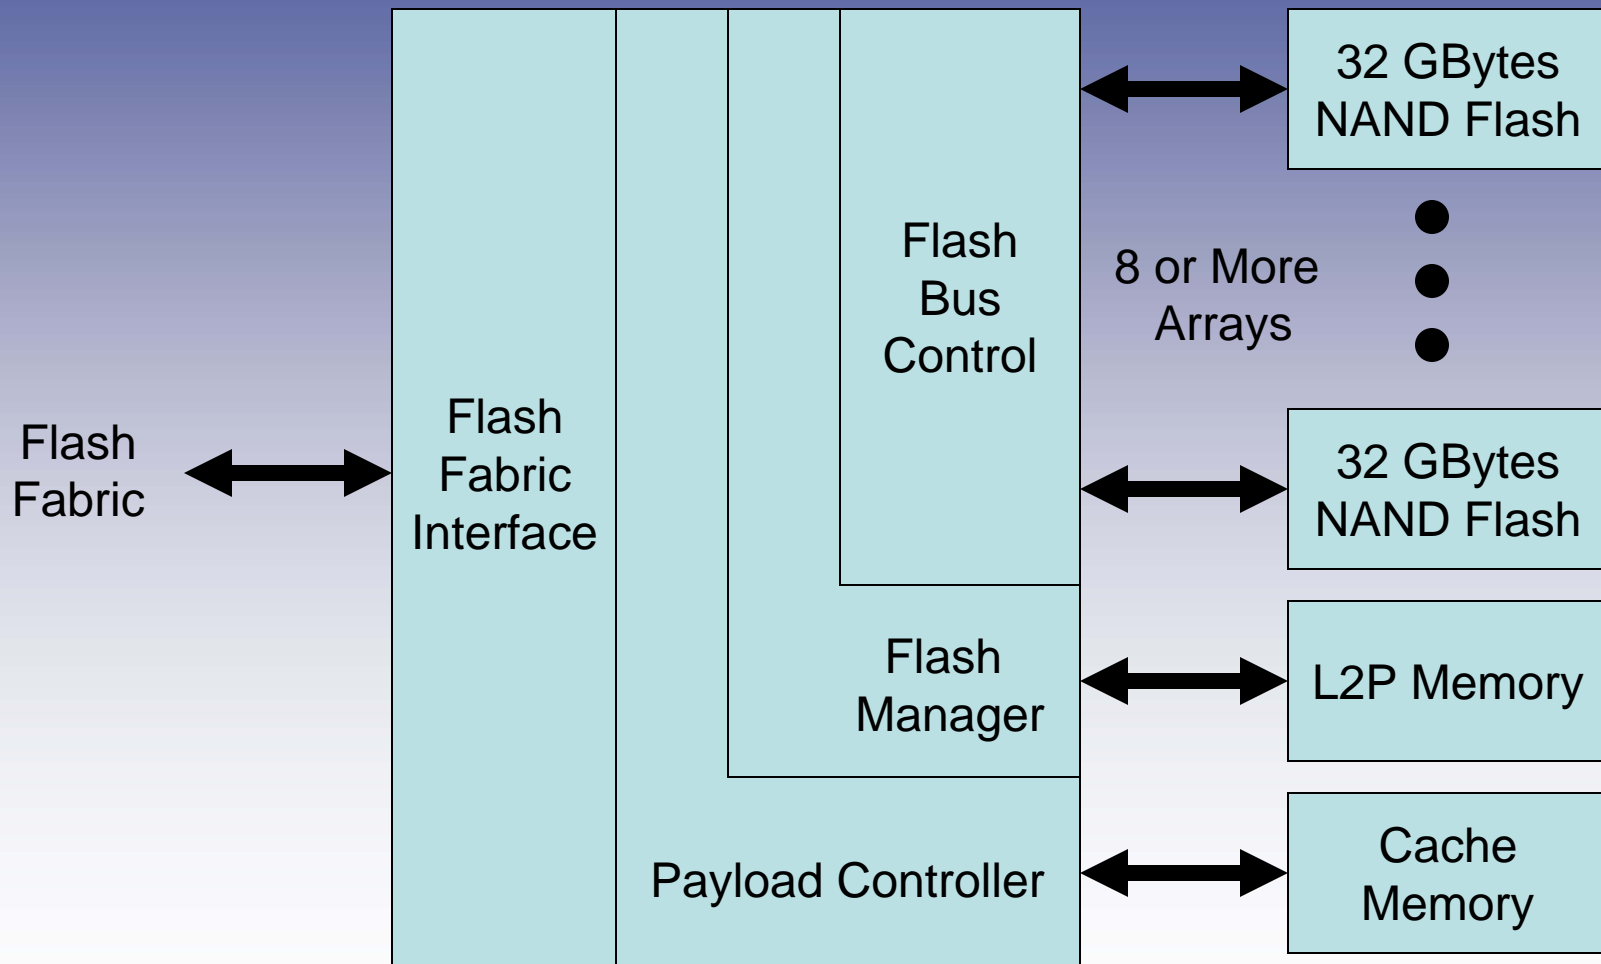 Flash
Fabric
Flash
Fabric
Interface
Flash
Bus
Control
Flash
Manager
Payload Controller
8 or More
Arrays
32 GBytes
NAND Flash
32 GBytes
NAND Flash
L2P Memory
Cache
Memory